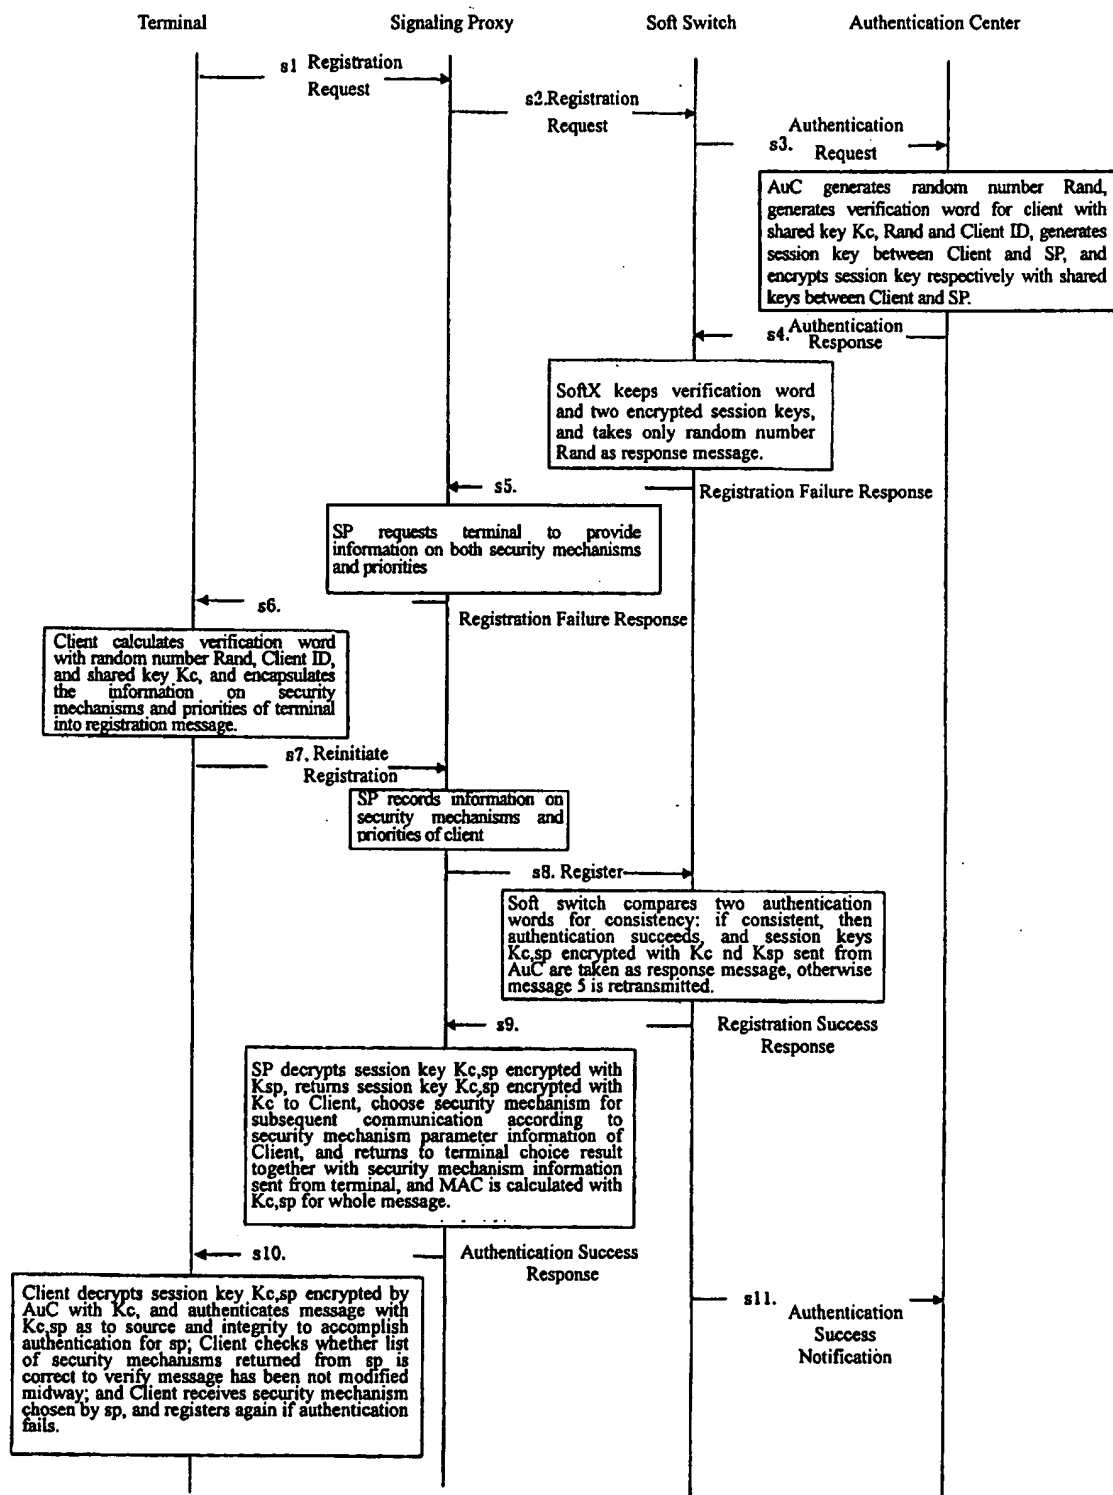 Terminal
Signaling Proxy
Soft Switch
Authentication Center
s1 Registration
Request
s2.Registration
Request
Authentication
s3.
Request
AuC generates random number Rand,
generates verification word for client with
shared key Kc, Rand and Client ID, generates
session key between Client and SP, and
encrypts session key respectively with shared
keys between Client and SP.
s4.Authentication
Response
SoftX keeps verification word
and two encrypted session keys,
and takes only random number
Rand as response message.
s5.
Registration Failure Response
SP requests terminal to provide
information on both security mechanisms
and priorities
s6.
Registration Failure Response
Client calculates verification word
with random number Rand, Client ID,
and shared key Kc, and encapsulates
the information on security
mechanisms and priorities of terminal
into registration message.
s7. Reinitiate
Registration
SP records information on
security mechanisms and
priorities of client
s8. Register
Soft switch compares two authentication
words for consistency: if consistent, then
authentication succeeds, and session keys
Kc,sp encrypted with Kc nd Ksp sent from
AuC are taken as response message, otherwise
message 5 is retransmitted.
s9.
Registration Success
Response
SP decrypts session key Kc,sp encrypted with
Ksp, returns session key Kc,sp encrypted with
Kc to Client, choose security mechanism for
subsequent communication according to
security mechanism parameter information of
Client, and returns to terminal choice result
together with security mechanism information
sent from terminal, and MAC is calculated with
Kc,sp for whole message.
s10.
Authentication Success
Response
Client decrypts session key Kc,sp encrypted by
AuC with Kc, and authenticates message with
Kc,sp as to source and integrity to accomplish
authentication for sp; Client checks whether list
of security mechanisms returned from sp is
correct to verify message has been not modified
midway; and Client receives security mechanism
chosen by sp, and registers again if authentication
fails.
s11.
Authentication
Success
Notification